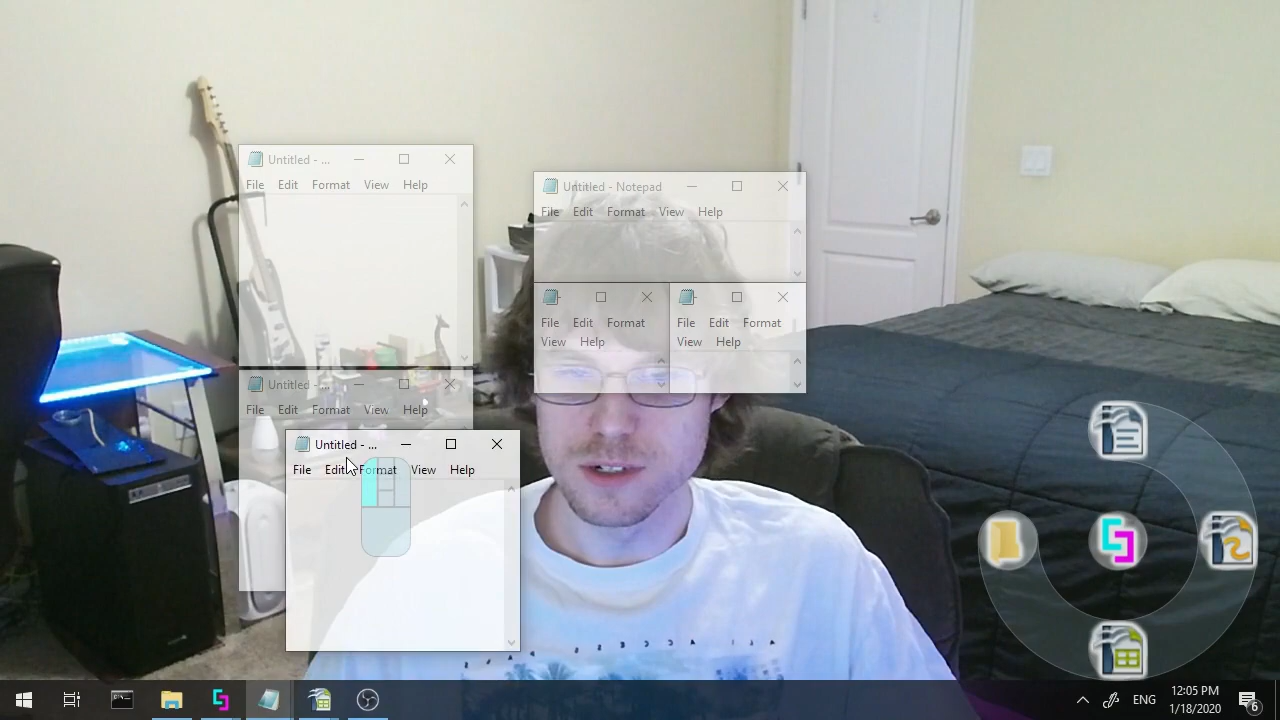 Untitled - ...
File Edit Format View Help
Untitled - Notepad
File Edit Format View Help
File Edit Format
View Help
File Edit Format
View Help
Untitled - ...
File Edit Format View Help
Untitled - ...
File Edit Format View Help
ENG
12:05 PM
1/18/2020
6